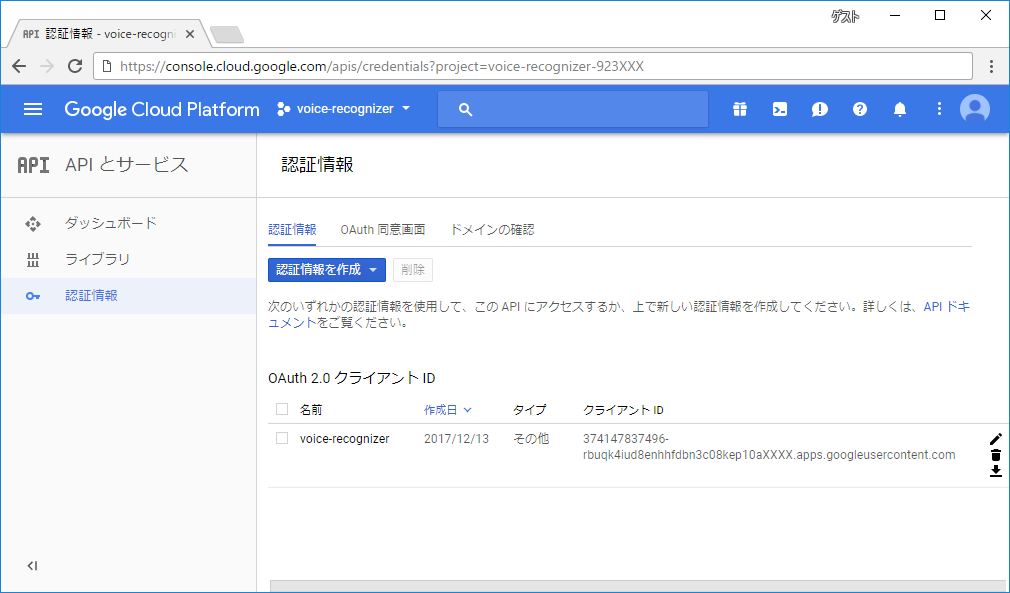 ゲスト
API 認証情報 - voice-recogni
https://console.cloud.google.com/apis/credentials?project=voice-recognizer-923XXX
Google Cloud Platform voice-recognizer
API API とサービス
認証情報
ダッシュボード
ライブラリ
認証情報
認証情報 OAuth 同意画面 ドメインの確認
認証情報を作成 削除
次のいずれかの認証情報を使用して、この API にアクセスするか、上で新しい認証情報を作成してください。詳しくは、API ドキ
ュメントをご覧ください。
OAuth 2.0 クライアント ID
名前 作成日 タイプ クライアント ID
voice-recognizer 2017/12/13 その他 374147837496-
rbuqk4iud8enhhfdbn3c08kep10aXXXX.apps.googleusercontent.com